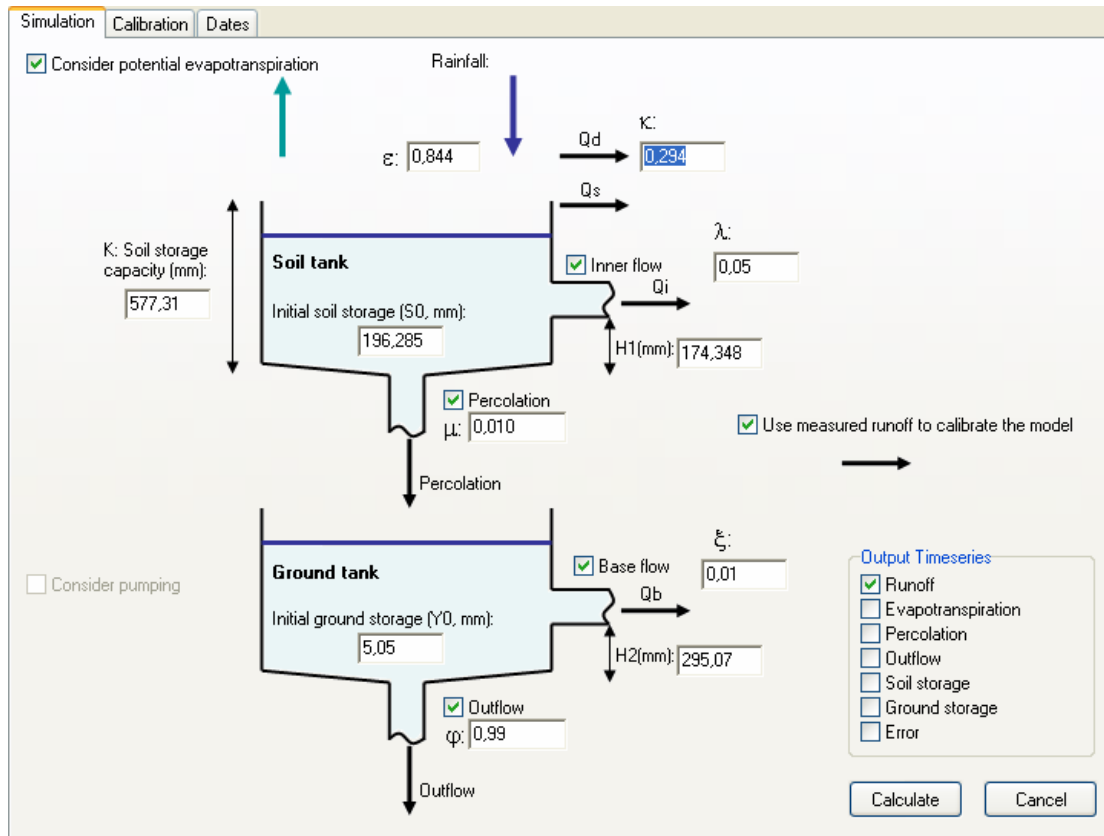 Simulation
Calibration
Dates
Consider potential evapotranspiration
Rainfall:
ε:
0,844
Qd
κ:
0,294
Qs
K: Soil storage
capacity (mm):
577,31
Soil tank
Initial soil storage (S0, mm):
196,285
Inner flow
λ:
0,05
Qi
H1(mm):
174,348
Percolation
μ:
0,010
Use measured runoff to calibrate the model
Percolation
Consider pumping
Ground tank
Initial ground storage (Y0, mm):
5,05
Base flow
ξ:
0,01
Qb
H2(mm):
295,07
Outflow
φ:
0,99
Outflow
Output Timeseries
Runoff
Evapotranspiration
Percolation
Outflow
Soil storage
Ground storage
Error
Calculate
Cancel